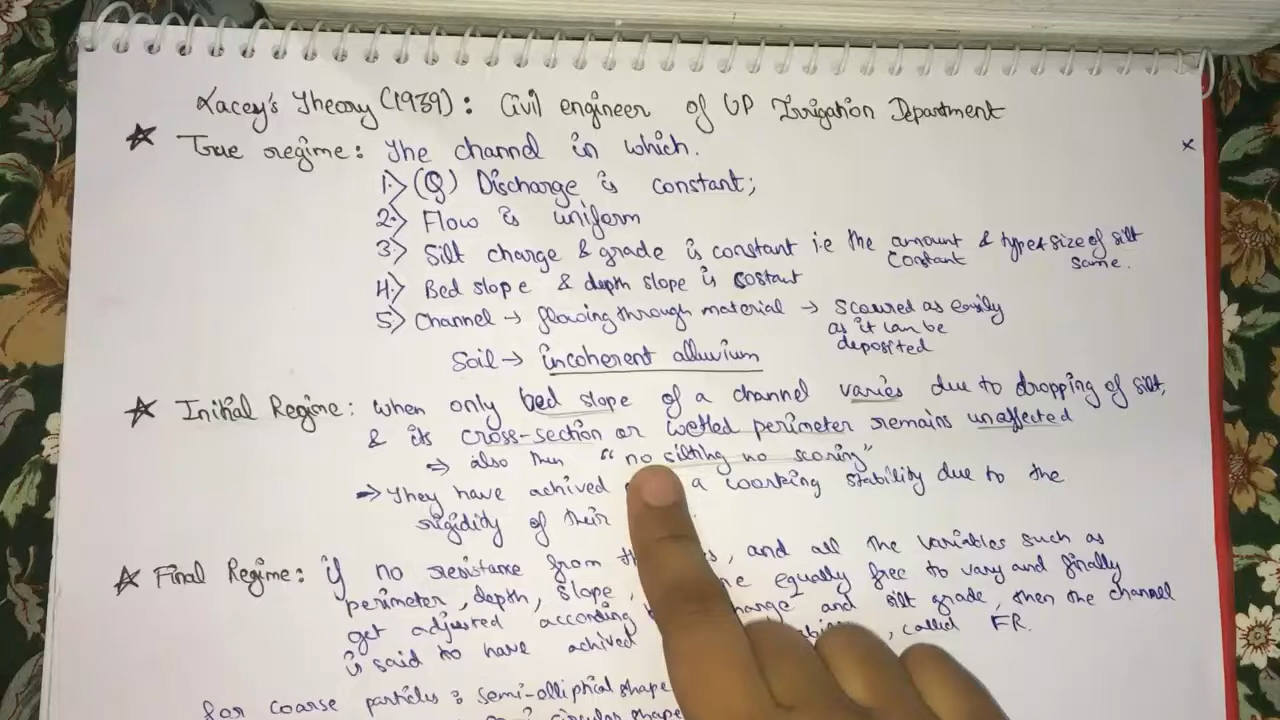 Lacey's Theory (1939): Civil engineer of UP Irrigation Department
True regime: The channel in which.
1.> (Q) Discharge is constant;
2.> Flow is uniform
3.> Silt charge & grade is constant i.e the amount & type & size of silt
Constant same.
4.> Bed slope & depth slope is costant
5.> Channel → flowing through material → scoured as easily
as it can be
deposited
Soil → incoherent alluvium
Initial Regime: when only bed slope of a channel varies due to dropping of silt,
& its cross-section or wetted perimeter remains unaffected
⇒ also then "no silting no scoring"
→ They have achived a working stability due to the
rigidity of their
Final Regime: if no resistance from , and all the variables such as
perimeter, depth, slope, equally free to vary and finally
get adjusted according and silt grade, then the channel
is said to have achived , called FR.
for coarse particles: semi-elliptical shape
circular shape